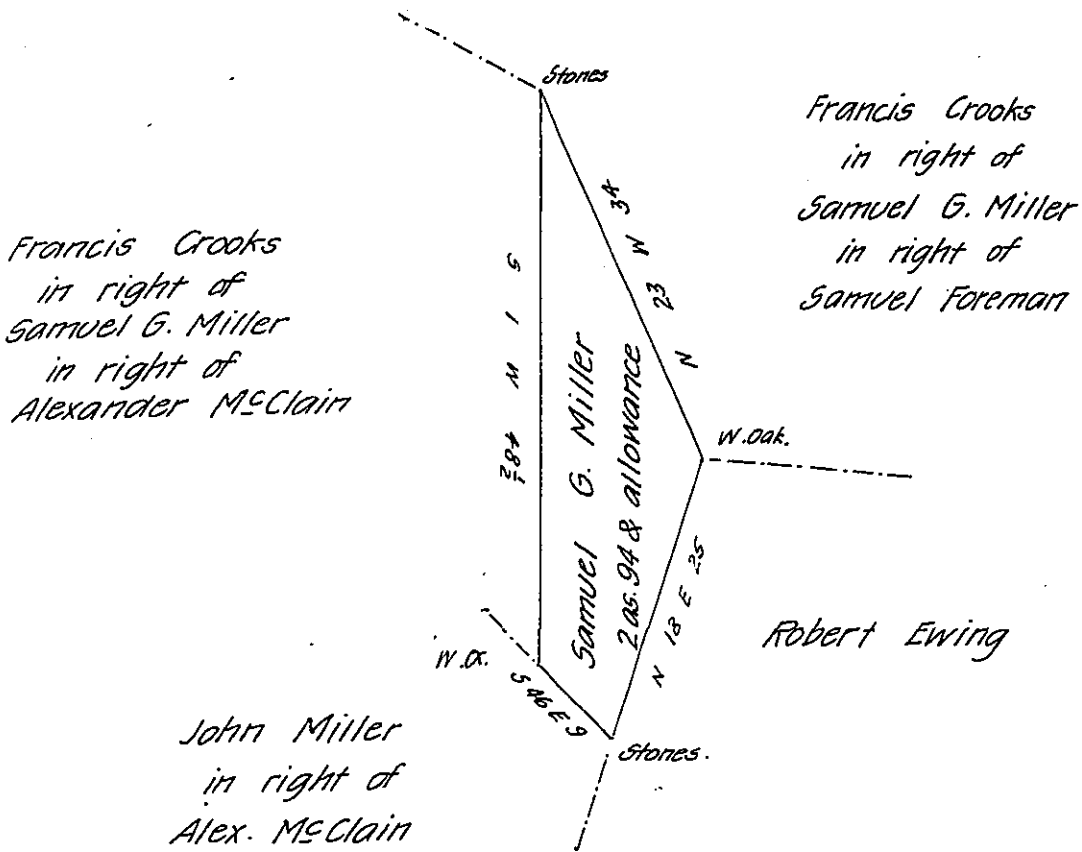 Stones
Francis Crooks
in right of
Samuel G. Miller
in right of
Samuel Foreman
N 23 W 34
Francis Crooks
in right of
Samuel G. Miller
in right of
Alexander McClain
S 1 W 48½
Samuel G. Miller
2 as. 94 & allowance
W. Oak.
N 18 E 25
Robert Ewing
W. O.
S 46 E 9
Stones.
John Miller
in right of
Alex. McClain